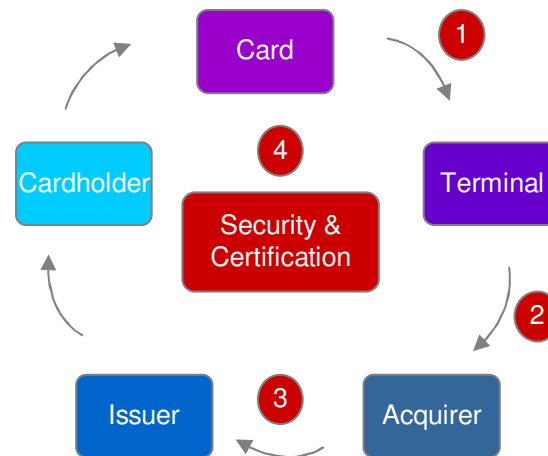 Card
1
4
Cardholder
Terminal
Security &
Certification
2
3
Issuer
Acquirer